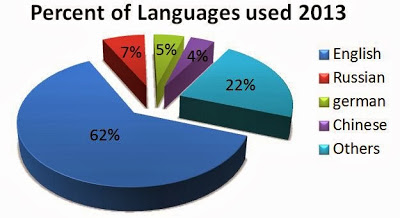 Percent of Languages used 2013
7%
5%
4%
22%
62%
English
Russian
german
Chinese
Others